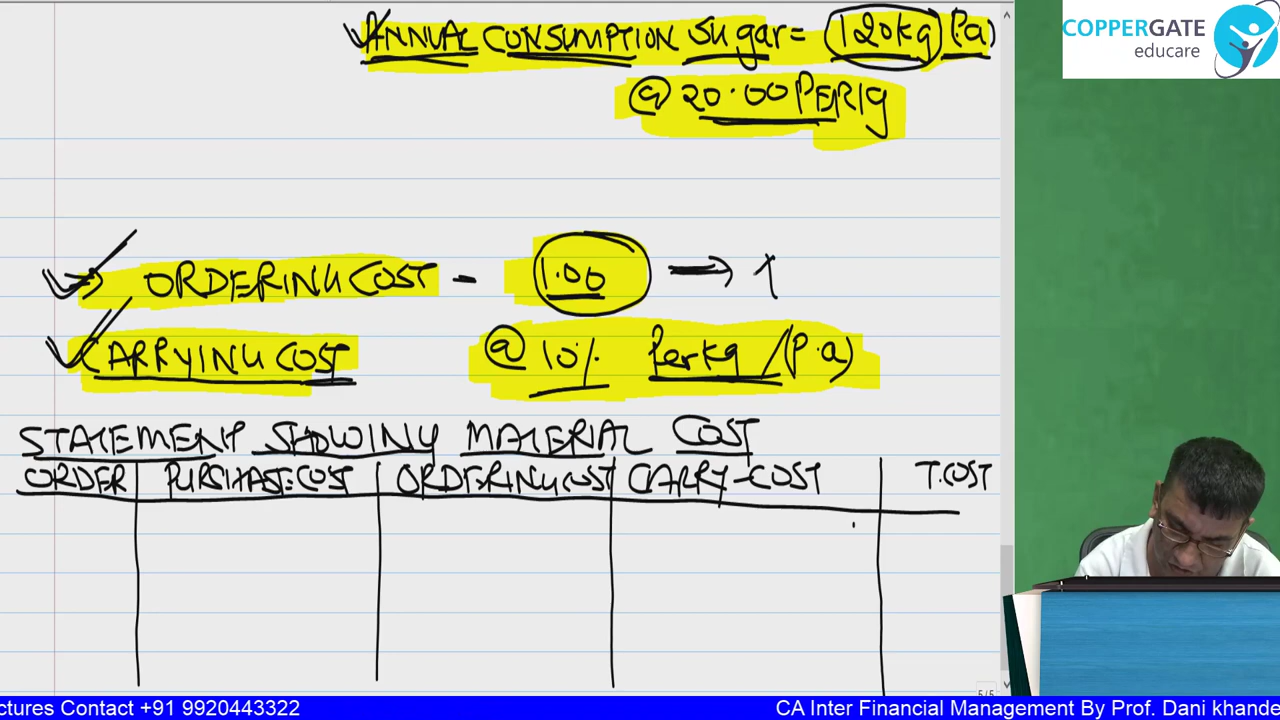 ANNUAL CONSUMPTION Sugar = 120kg (P.a)
@ 20.00 PER kg
ORDERING COST - 1.00 → 1
CARRYING COST @ 10% Per kg / (P.a)
STATEMENT SHOWING MATERIAL COST
ORDER PURCHASE COST ORDERING COST CARRY-COST T.COST
COPPERGATE
educare
5/5
ctures Contact +91 9920443322
CA Inter Financial Management By Prof. Dani khande